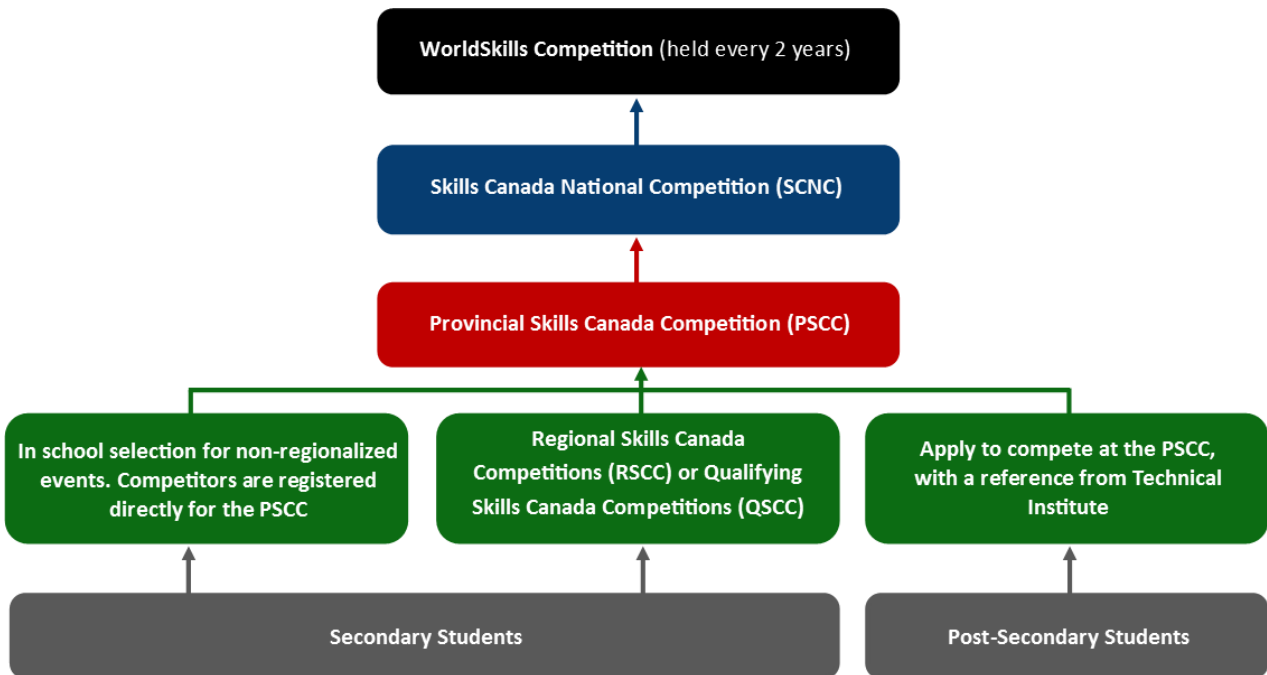 WorldSkills Competition (held every 2 years)
Skills Canada National Competition (SCNC)
Provincial Skills Canada Competition (PSCC)
In school selection for non-regionalized
events. Competitors are registered
directly for the PSCC
Regional Skills Canada
Competitions (RSCC) or Qualifying
Skills Canada Competitions (QSCC)
Apply to compete at the PSCC,
with a reference from Technical
Institute
Secondary Students
Post-Secondary Students